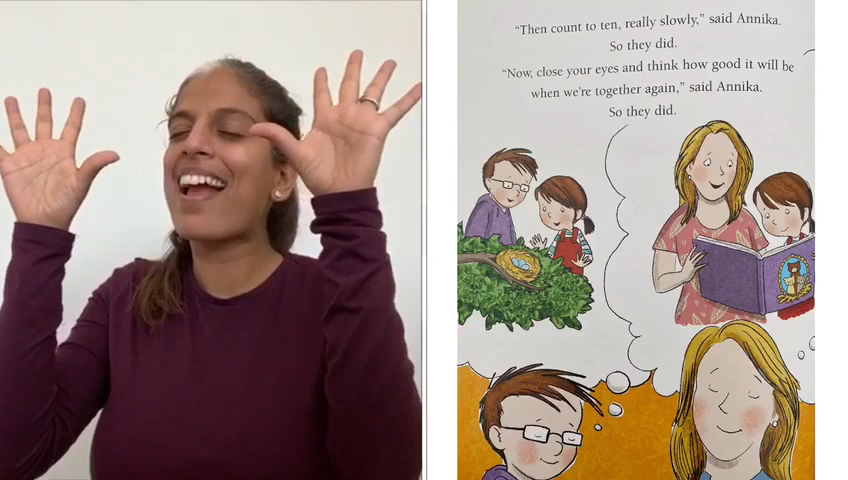 “Then count to ten, really slowly,” said Annika.
So they did.
“Now, close your eyes and think how good it will be
when we’re together again,” said Annika.
So they did.